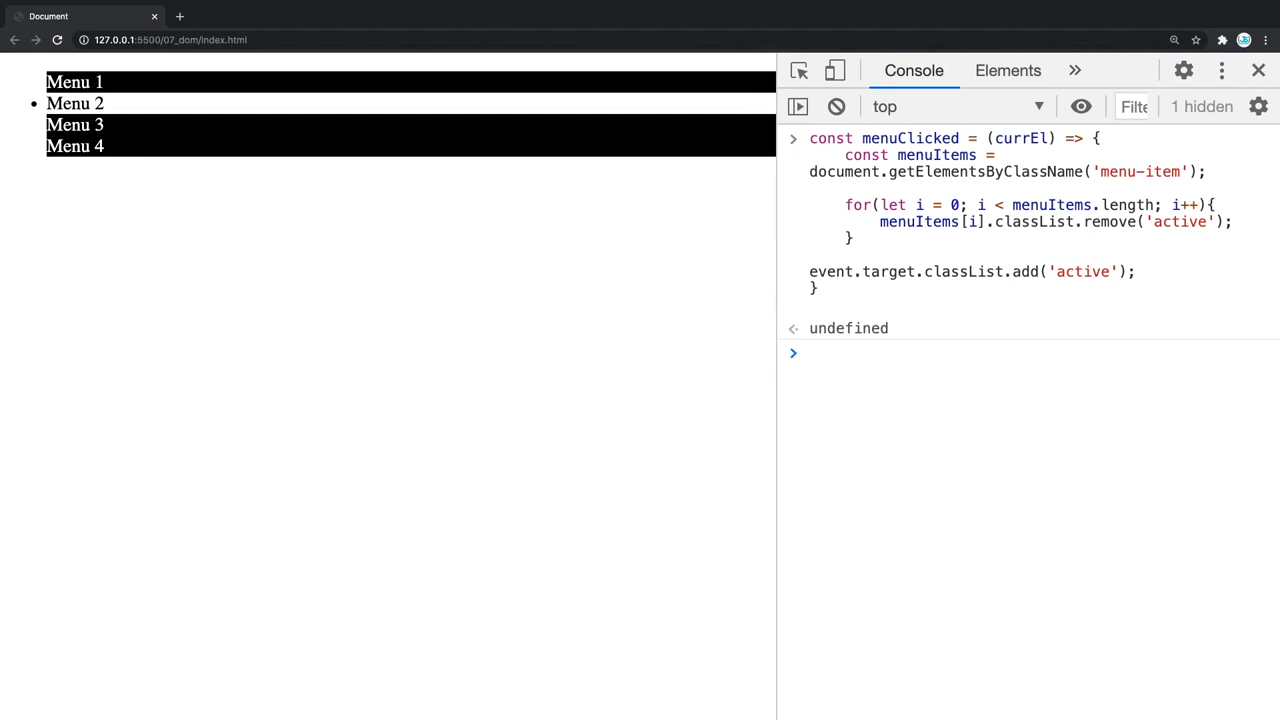 Document
127.0.0.1:5500/07_dom/index.html
Menu 1
Menu 2
Menu 3
Menu 4
Console Elements
top Filte 1 hidden
const menuClicked = (currEl) => {
    const menuItems =
document.getElementsByClassName('menu-item');
    for(let i = 0; i < menuItems.length; i++){
        menuItems[i].classList.remove('active');
    }
event.target.classList.add('active');
}
undefined